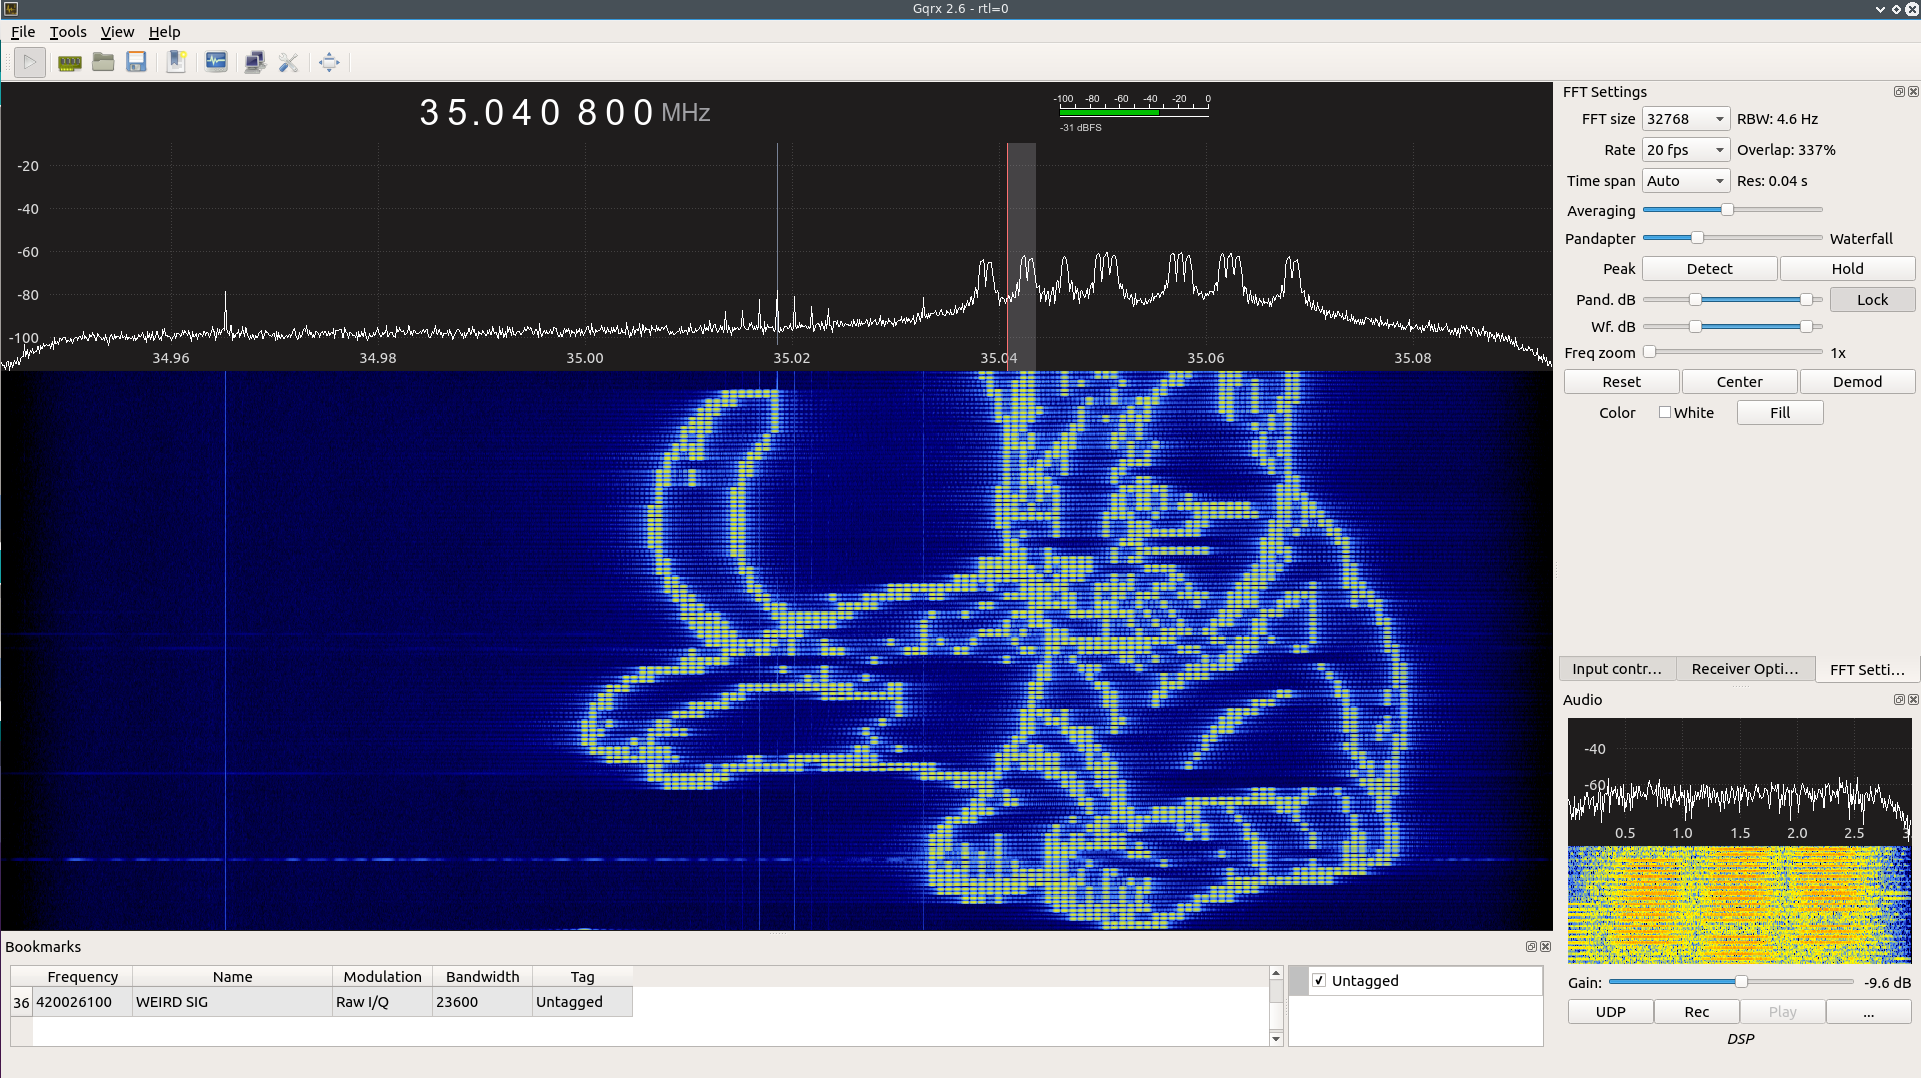 Gqrx 2.6 - rtl=0
File Tools View Help
35.040 800 MHz
-100 -80 -60 -40 -20 0
-31 dBFS
-20
-40
-60
-80
-100
34.96 34.98 35.00 35.02 35.04 35.06 35.08
FFT Settings
FFT size 32768 RBW: 4.6 Hz
Rate 20 fps Overlap: 337%
Time span Auto Res: 0.04 s
Averaging
Pandapter Waterfall
Peak Detect Hold
Pand. dB Lock
Wf. dB
Freq zoom 1x
Reset Center Demod
Color White Fill
Input contr... Receiver Opti... FFT Setti...
Audio
-40
-60
0.5 1.0 1.5 2.0 2.5 3
Gain: -9.6 dB
UDP Rec Play ...
DSP
Bookmarks
Frequency Name Modulation Bandwidth Tag
36 420026100 WEIRD SIG Raw I/Q 23600 Untagged
Untagged